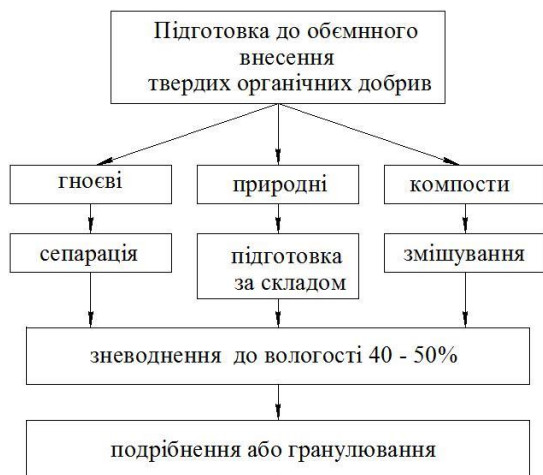 Підготовка до обємнного
внесення
твердих органічних добрив
гноєві
природні
компости
сепарація
підготовка
за складом
змішування
зневоднення до вологості 40 - 50%
подрібнення або гранулювання